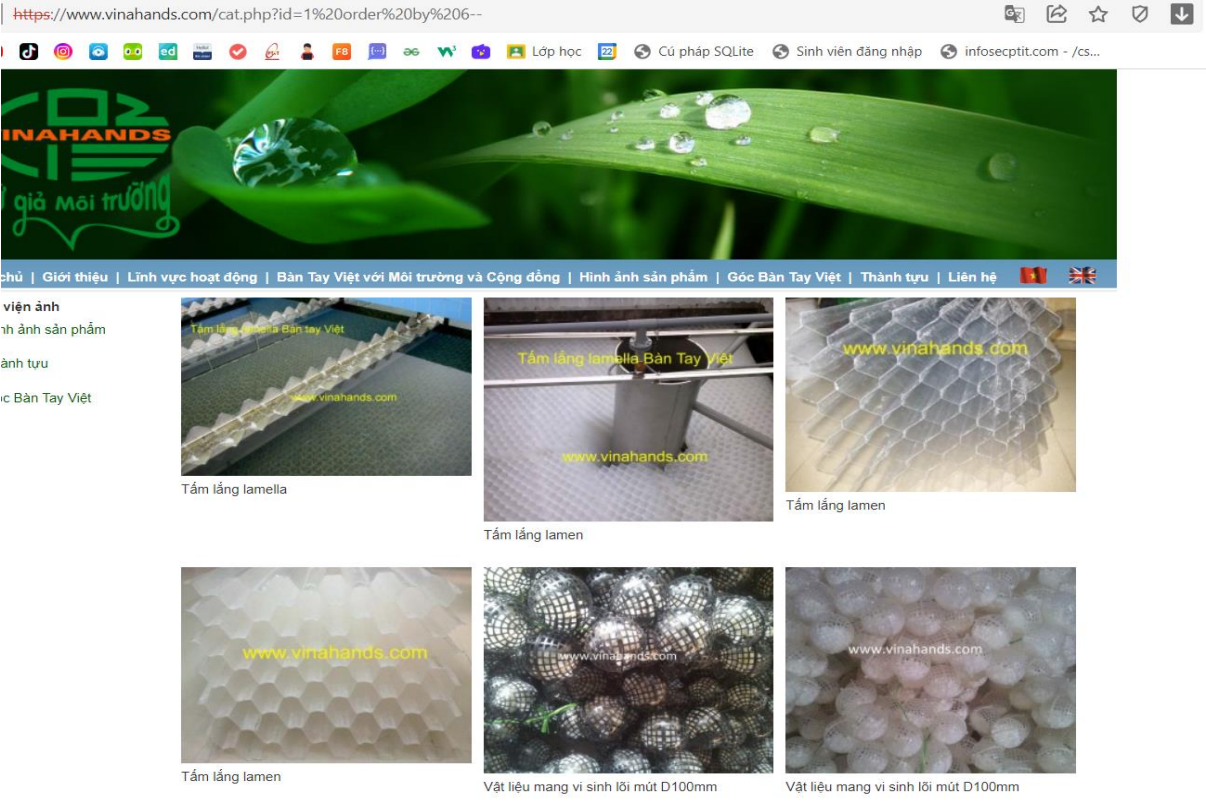 https://www.vinahands.com/cat.php?id=1%20order%20by%206--
Lớp học
22
Cú pháp SQLite
Sinh viên đăng nhập
infosecptit.com - /cs...
INAHANDS
giả Môi trường
chủ | Giới thiệu | Lĩnh vực hoạt động | Bàn Tay Việt với Môi trường và Cộng đồng | Hình ảnh sản phẩm | Góc Bàn Tay Việt | Thành tựu | Liên hệ
viện ảnh
nh ảnh sản phẩm
ành tựu
óc Bàn Tay Việt
Tấm lắng lamella Bàn tay Việt
www.vinahands.com
Tấm lắng lamella
Tấm lắng lamella Bàn Tay Việt
www.vinahands.com
Tấm lắng lamen
www.vinahands.com
Tấm lắng lamen
www.vinahands.com
Tấm lắng lamen
www.vinahands.com
Vật liệu mang vi sinh lõi mút D100mm
www.vinahands.com
Vật liệu mang vi sinh lõi mút D100mm